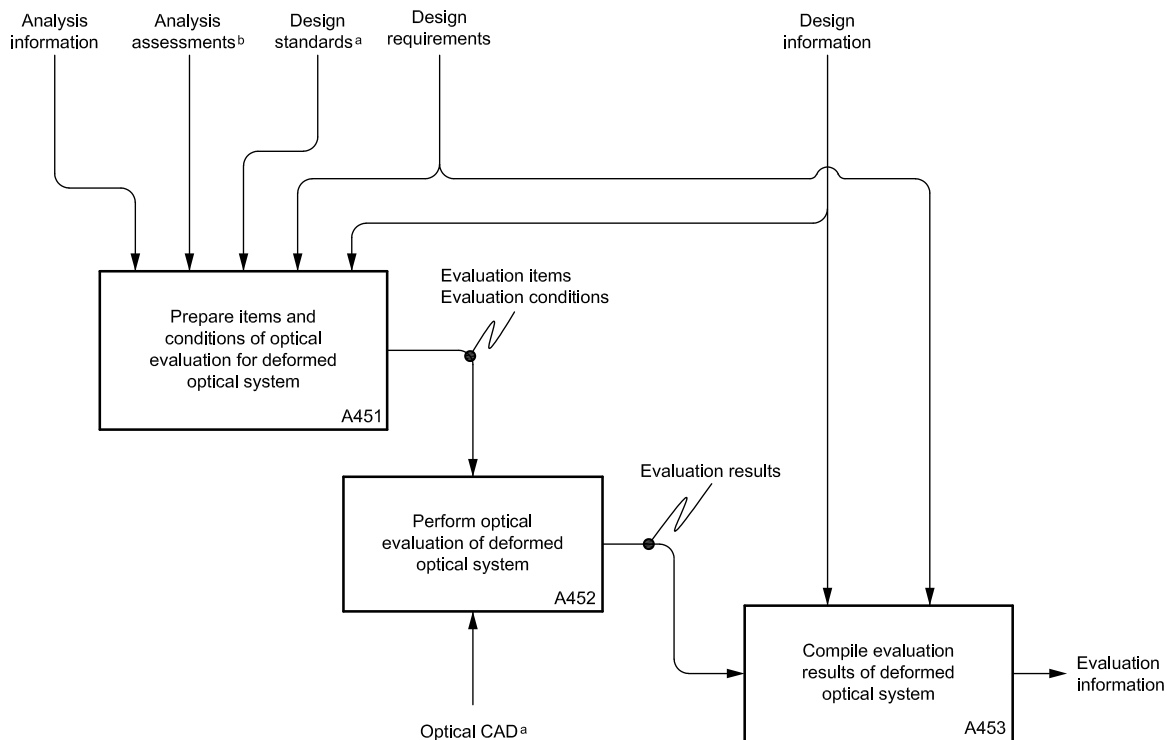 Analysis
information
Analysis
assessments b
Design
standards a
Design
requirements
Design
information
Evaluation items
Evaluation conditions
Prepare items and
conditions of optical
evaluation for deformed
optical system
A451
Evaluation results
Perform optical
evaluation of deformed
optical system
A452
Compile evaluation
results of deformed
optical system
A453
Evaluation
information
Optical CAD a